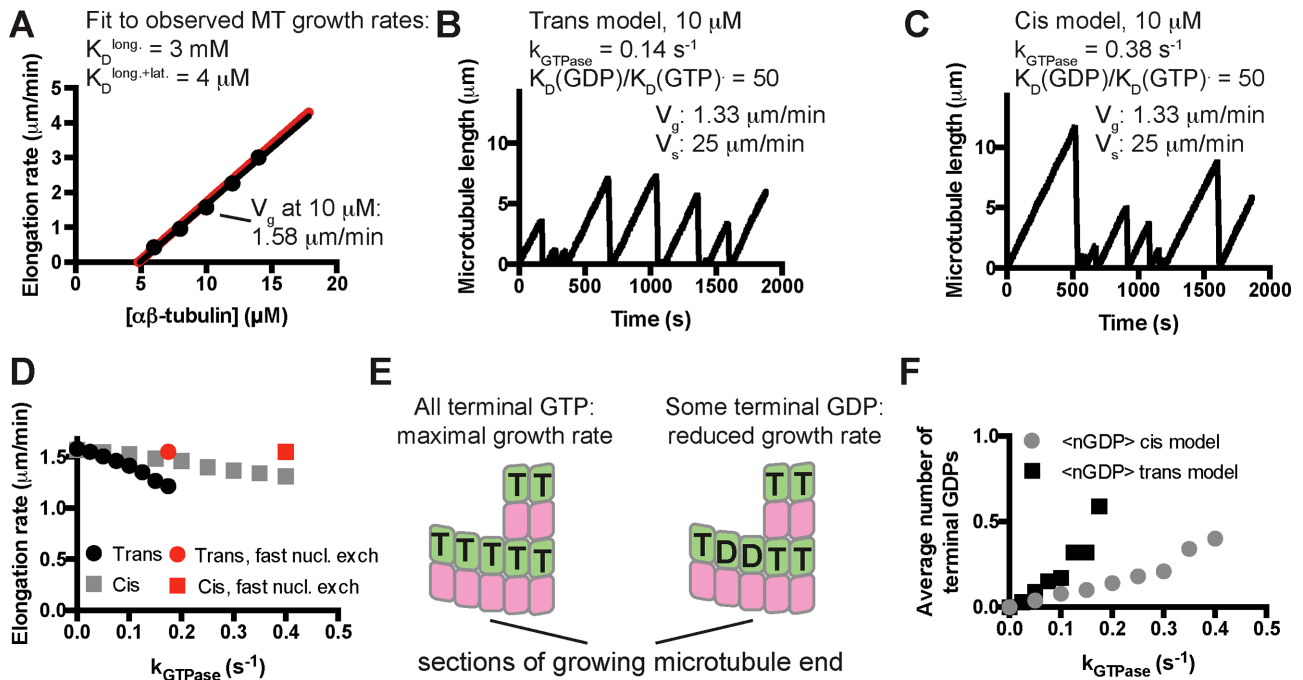 A
Fit to observed MT growth rates:
K_D^long. = 3 mM
K_D^long.+lat. = 4 μM
Elongation rate (μm/min)
5
4
3
2
1
0
V_g at 10 μM:
1.58 μm/min
0 5 10 15 20
[αβ-tubulin] (μM)
B
Trans model, 10 μM
k_GTPase = 0.14 s⁻¹
K_D(GDP)/K_D(GTP) = 50
V_g: 1.33 μm/min
V_s: 25 μm/min
Microtubule length (μm)
10
5
0
0 500 1000 1500 2000
Time (s)
C
Cis model, 10 μM
k_GTPase = 0.38 s⁻¹
K_D(GDP)/K_D(GTP) = 50
V_g: 1.33 μm/min
V_s: 25 μm/min
Microtubule length (μm)
10
5
0
0 500 1000 1500 2000
Time (s)
D
Elongation rate (μm/min)
1.5
1.0
0.5
0.0
Trans
Trans, fast nucl. exch
Cis
Cis, fast nucl. exch
0.0 0.1 0.2 0.3 0.4 0.5
k_GTPase (s⁻¹)
E
All terminal GTP:
maximal growth rate
T T
T T T T T
Some terminal GDP:
reduced growth rate
T T
T D D T T
sections of growing microtubule end
F
Average number of
terminal GDPs
1.0
0.5
0.0
<nGDP> cis model
<nGDP> trans model
0.0 0.1 0.2 0.3 0.4 0.5
k_GTPase (s⁻¹)